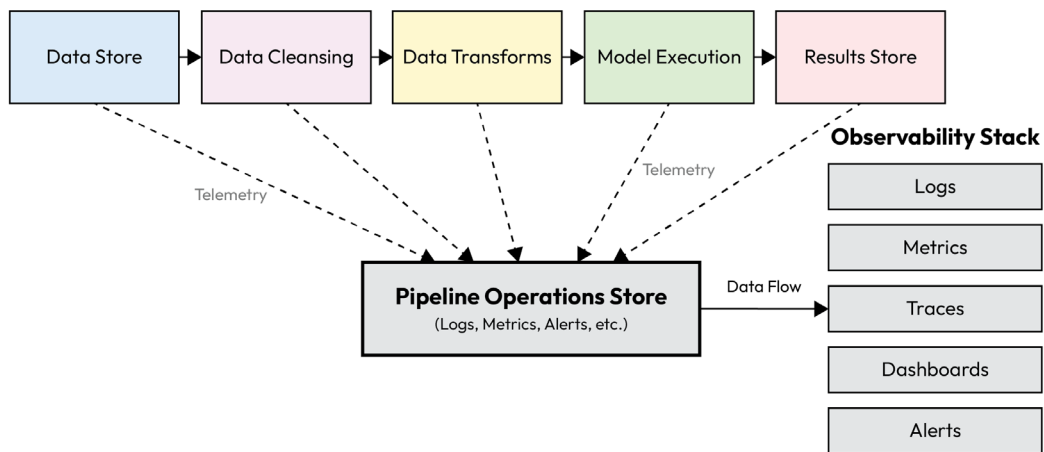 Data Store
Data Cleansing
Data Transforms
Model Execution
Results Store
Observability Stack
Telemetry
Telemetry
Logs
Metrics
Pipeline Operations Store
(Logs, Metrics, Alerts, etc.)
Data Flow
Traces
Dashboards
Alerts